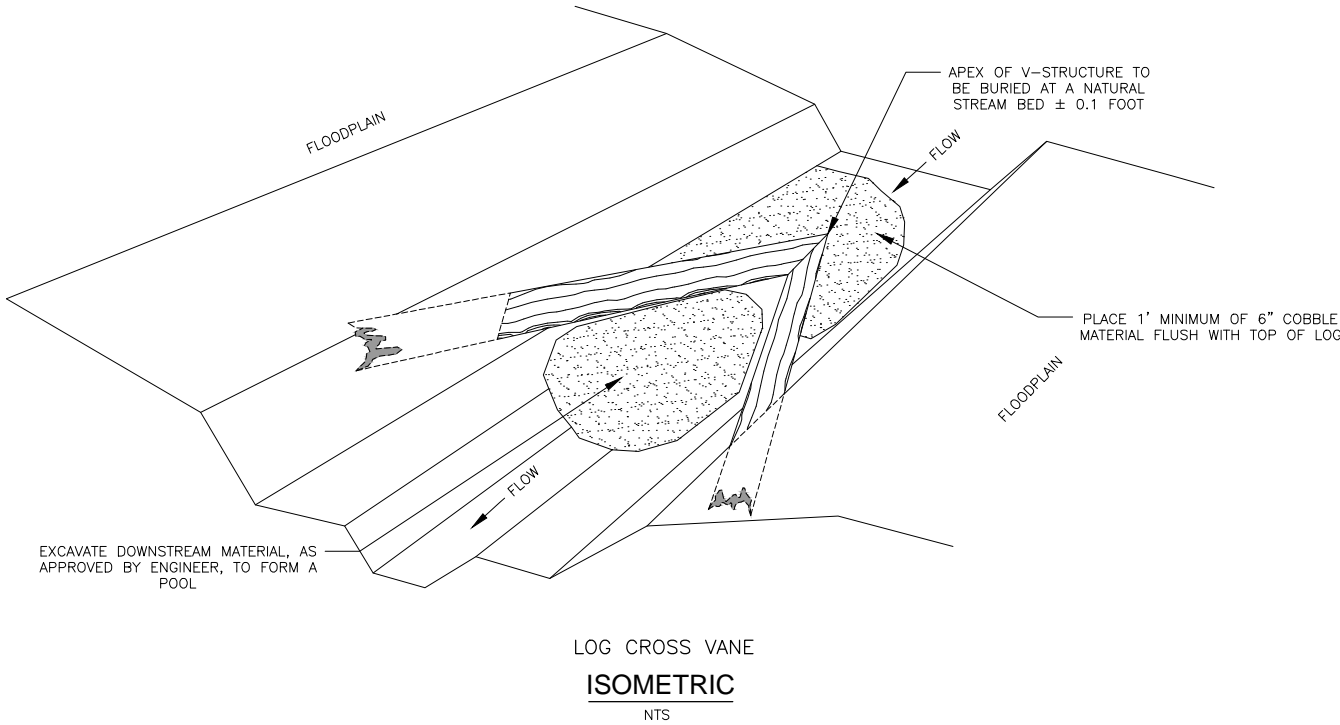 FLOODPLAIN
APEX OF V-STRUCTURE TO
BE BURIED AT A NATURAL
STREAM BED ± 0.1 FOOT
FLOW
PLACE 1' MINIMUM OF 6" COBBLE
MATERIAL FLUSH WITH TOP OF LOG
FLOODPLAIN
FLOW
EXCAVATE DOWNSTREAM MATERIAL, AS
APPROVED BY ENGINEER, TO FORM A
POOL
LOG CROSS VANE
ISOMETRIC
NTS